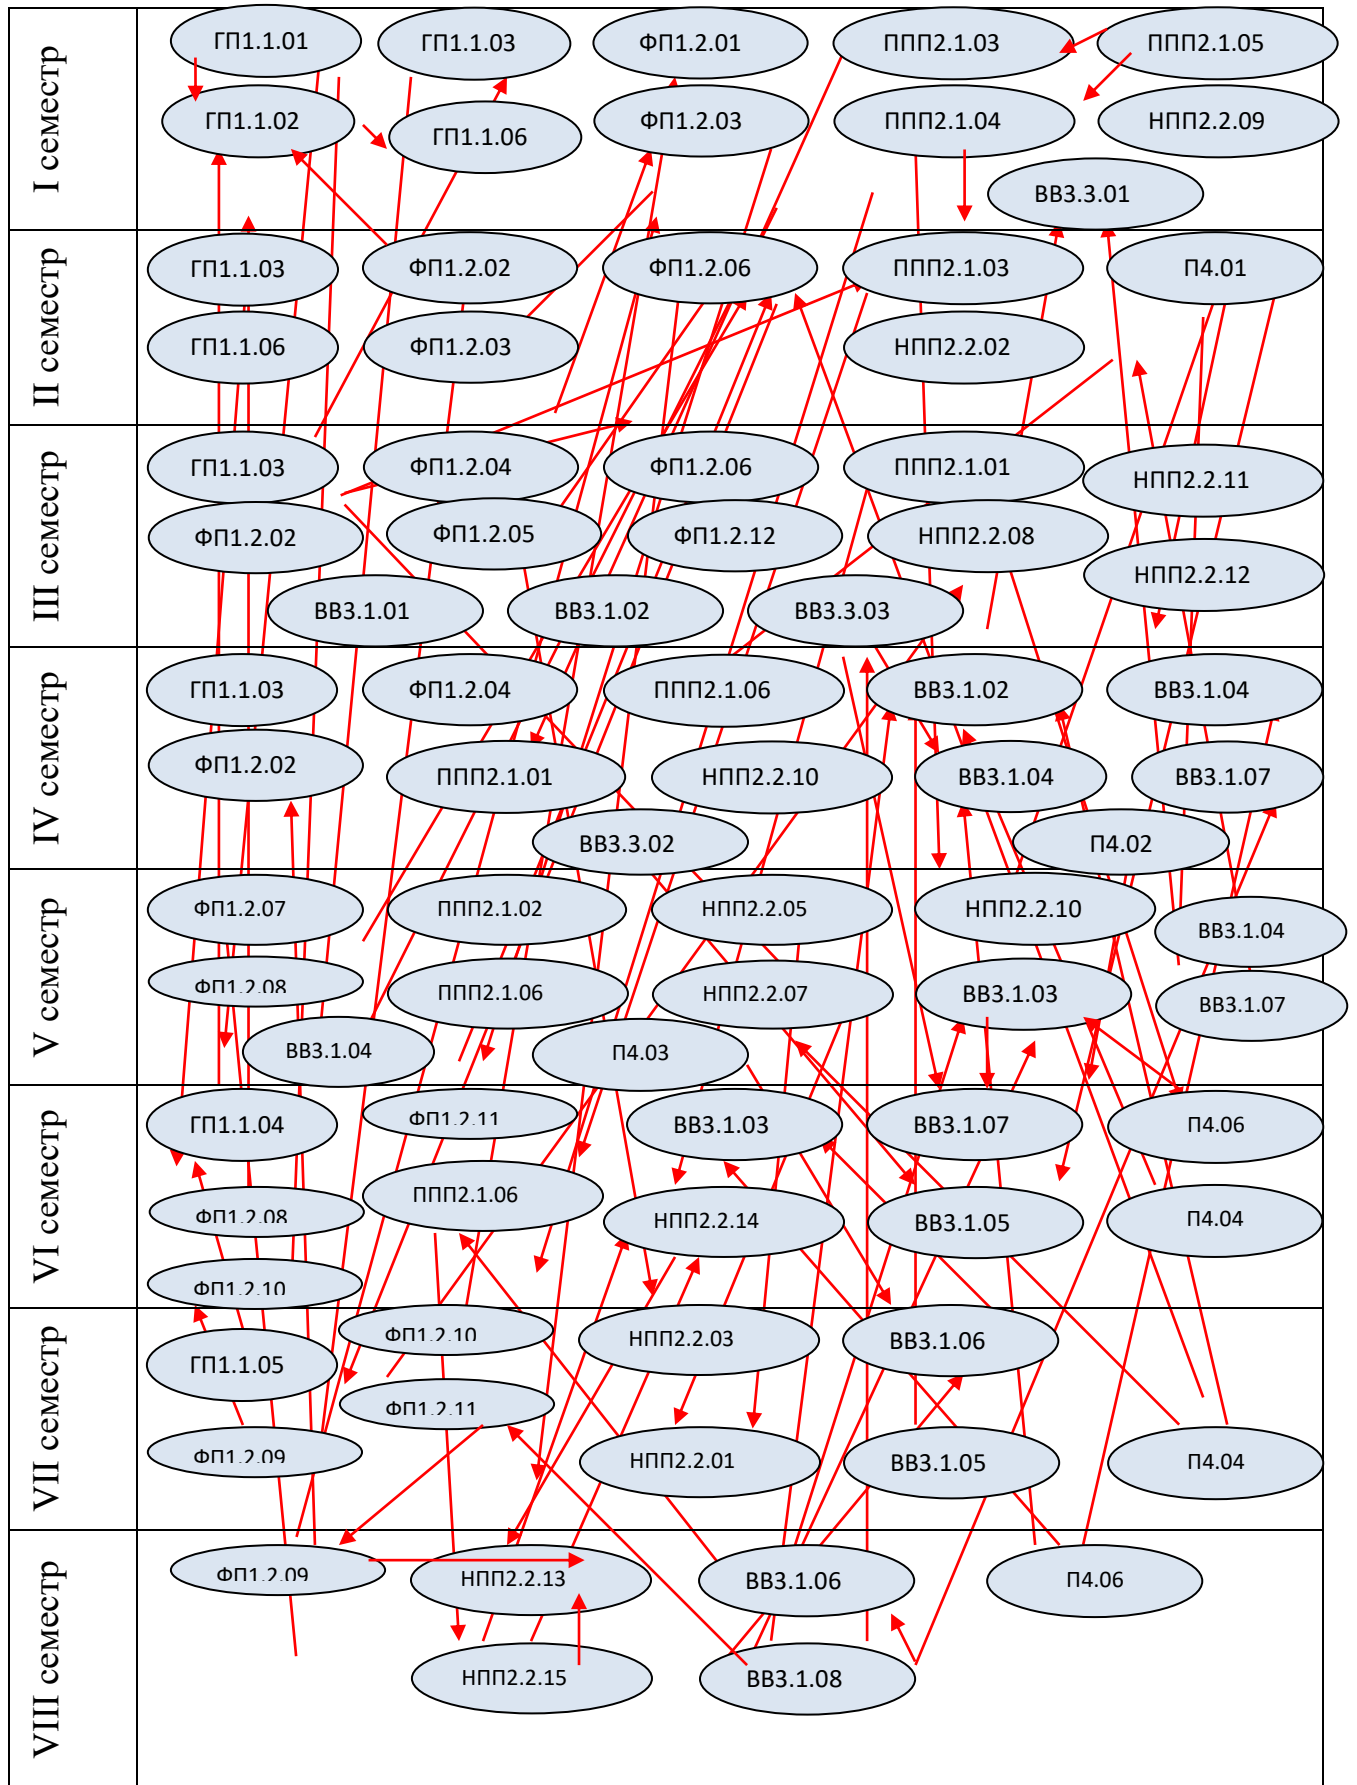 I семестр
ГП1.1.01
ГП1.1.03
ФП1.2.01
ППП2.1.03
ППП2.1.05
ГП1.1.02
ГП1.1.06
ФП1.2.03
ППП2.1.04
НПП2.2.09
ВВ3.3.01
II семестр
ГП1.1.03
ФП1.2.02
ФП1.2.06
ППП2.1.03
П4.01
ГП1.1.06
ФП1.2.03
НПП2.2.02
III семестр
ГП1.1.03
ФП1.2.04
ФП1.2.06
ППП2.1.01
НПП2.2.11
ФП1.2.02
ФП1.2.05
ФП1.2.12
НПП2.2.08
НПП2.2.12
ВВ3.1.01
ВВ3.1.02
ВВ3.3.03
IV семестр
ГП1.1.03
ФП1.2.04
ППП2.1.06
ВВ3.1.02
ВВ3.1.04
ФП1.2.02
ППП2.1.01
НПП2.2.10
ВВ3.1.04
ВВ3.1.07
ВВ3.3.02
П4.02
V семестр
ФП1.2.07
ППП2.1.02
НПП2.2.05
НПП2.2.10
ВВ3.1.04
ФП1.2.08
ППП2.1.06
НПП2.2.07
ВВ3.1.03
ВВ3.1.07
ВВ3.1.04
П4.03
VI семестр
ГП1.1.04
ФП1.2.11
ВВ3.1.03
ВВ3.1.07
П4.06
ФП1.2.08
ППП2.1.06
НПП2.2.14
ВВ3.1.05
П4.04
ФП1.2.10
VII семестр
ГП1.1.05
ФП1.2.10
НПП2.2.03
ВВ3.1.06
ФП1.2.11
ФП1.2.09
НПП2.2.01
ВВ3.1.05
П4.04
VIII семестр
ФП1.2.09
НПП2.2.13
ВВ3.1.06
П4.06
НПП2.2.15
ВВ3.1.08